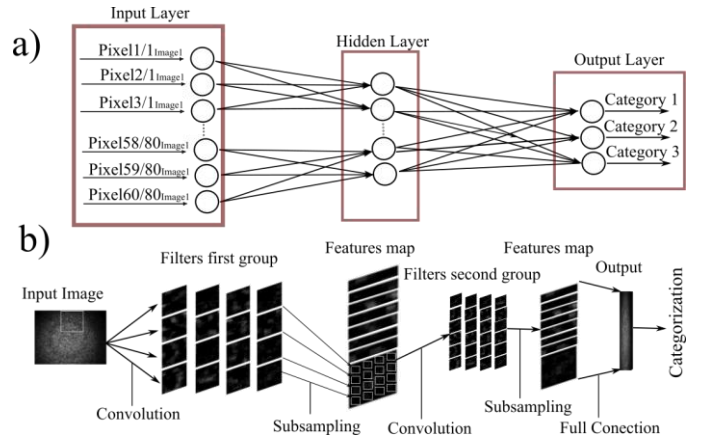 Input Layer
a)
Pixel1/1Image1
Pixel2/1Image1
Pixel3/1Image1
Pixel58/80Image1
Pixel59/80Image1
Pixel60/80Image1
Hidden Layer
Output Layer
Category 1
Category 2
Category 3
b)
Input Image
Filters first group
Features map
Filters second group
Features map
Output
Categorization
Convolution
Subsampling
Convolution
Subsampling
Full Conection